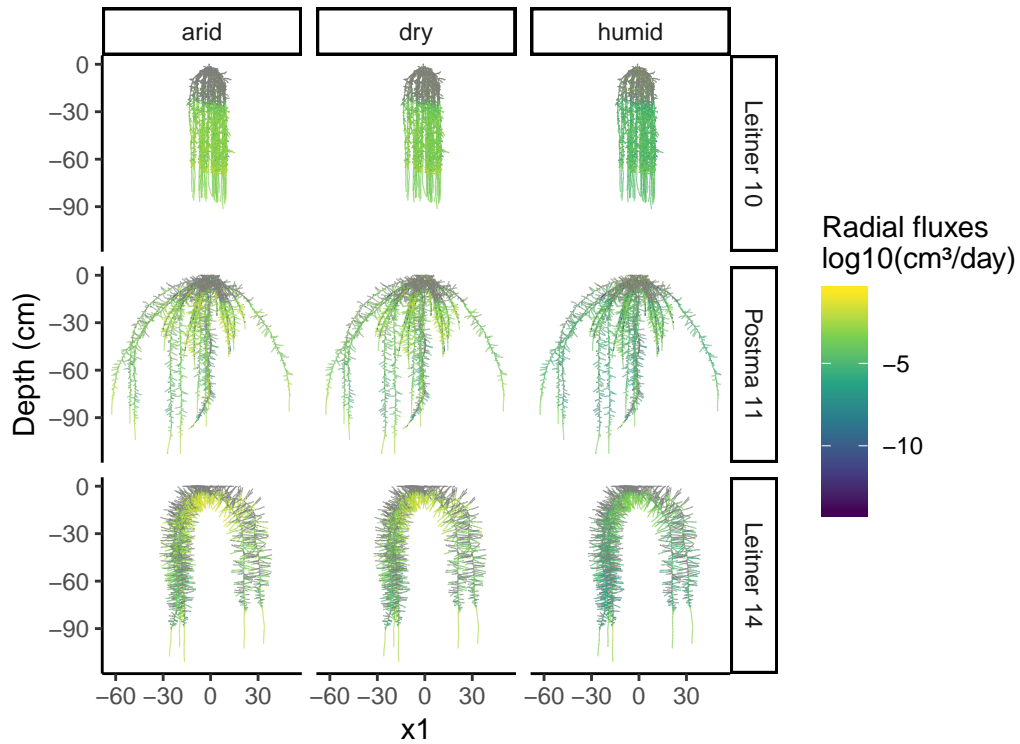 arid
dry
humid
0
−30
−60
−90
Leitner 10
0
−30
−60
−90
Postma 11
0
−30
−60
−90
Leitner 14
Depth (cm)
−60 −30 0 30
−60 −30 0 30
−60 −30 0 30
x1
Radial fluxes
log10(cm³/day)
−5
−10